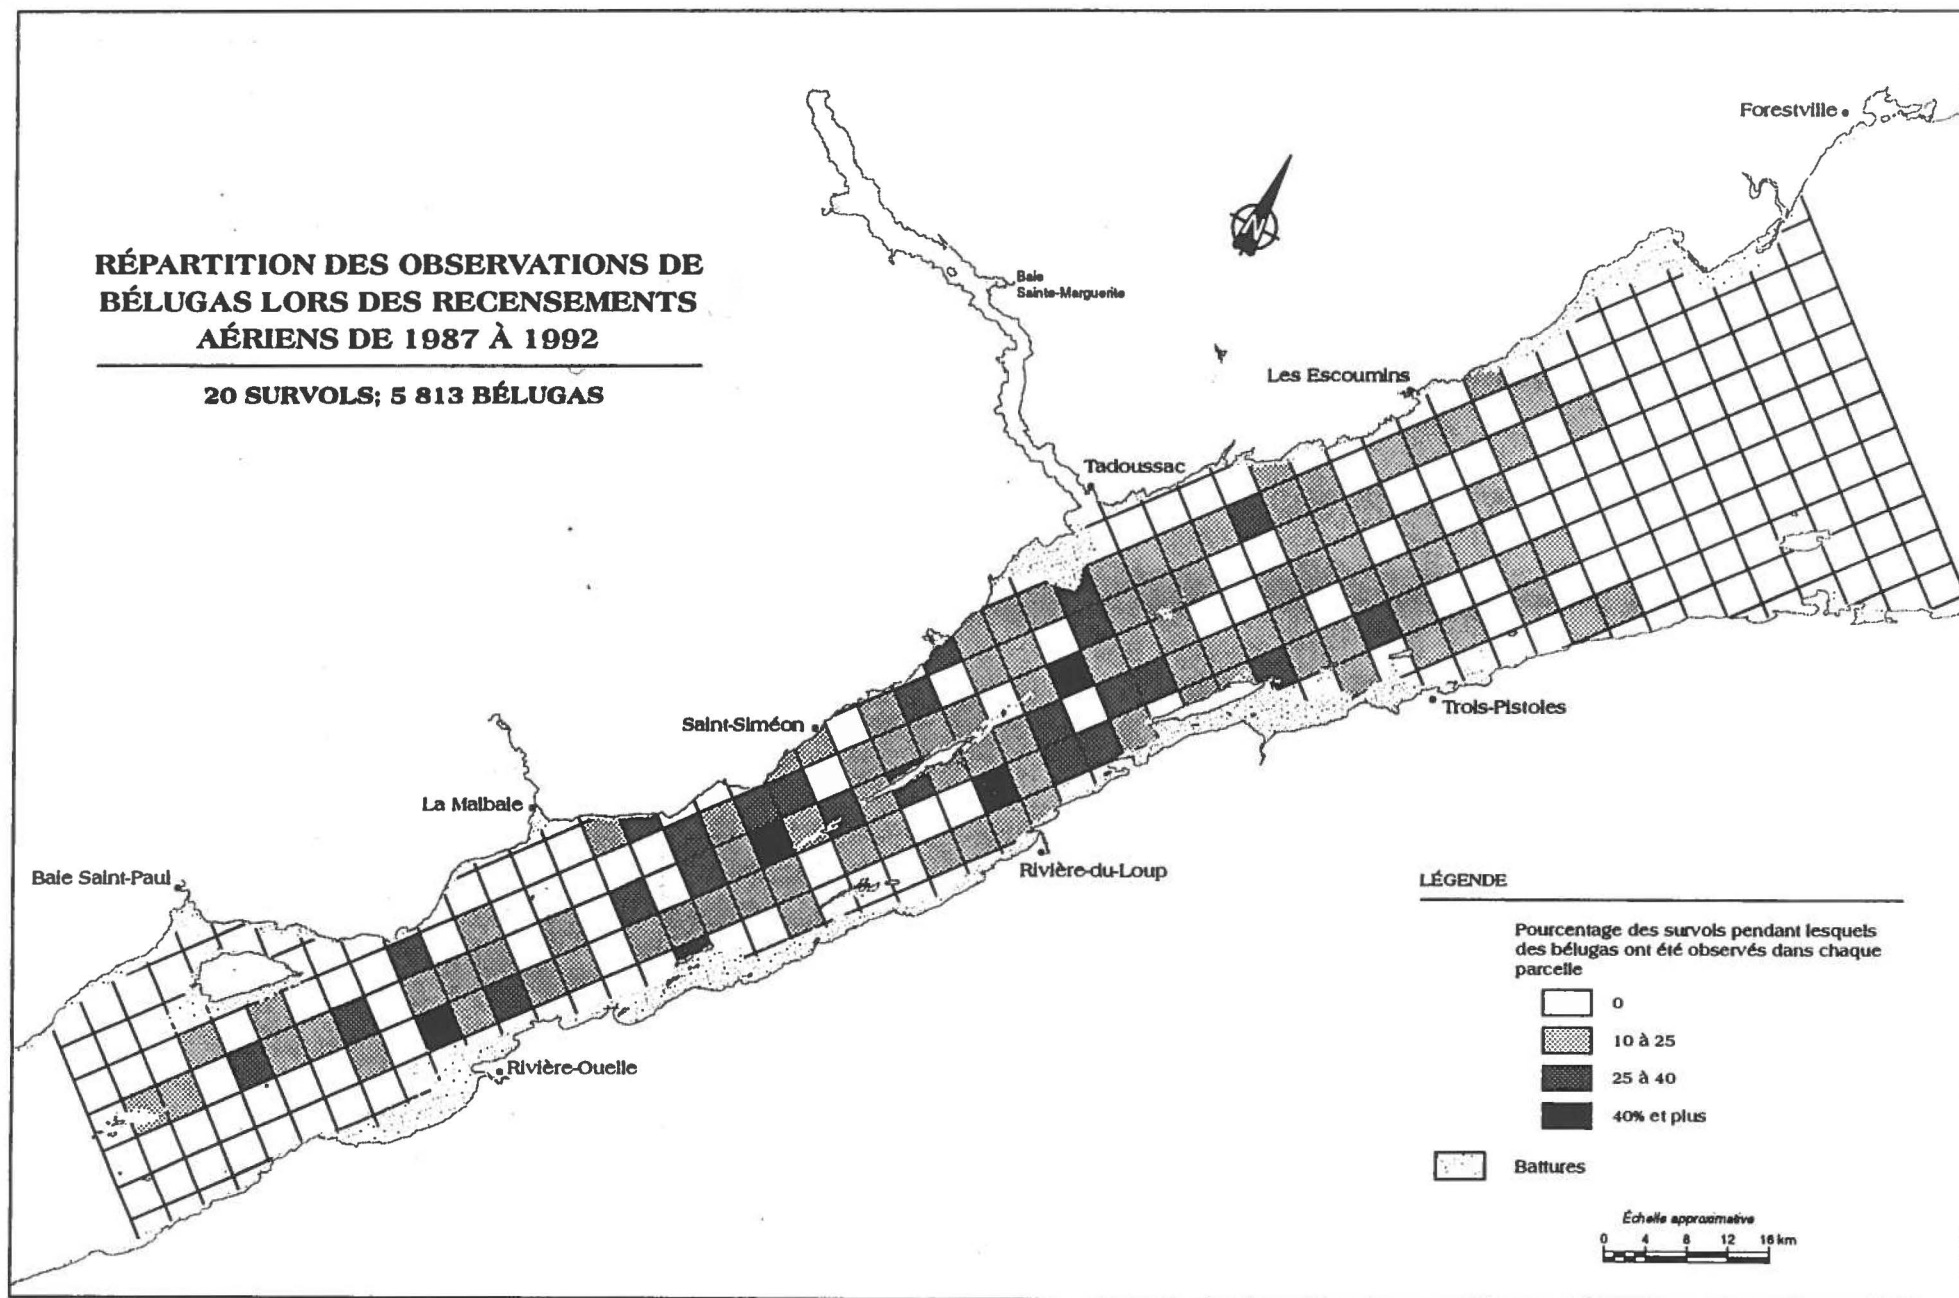 RÉPARTITION DES OBSERVATIONS DE
BÉLUGAS LORS DES RECENSEMENTS
AÉRIENS DE 1987 À 1992
20 SURVOLS; 5 813 BÉLUGAS
Forestville
N
Baie
Sainte-Marguerite
Les Escoumins
Tadoussac
Saint-Siméon
Trois-Pistoles
La Malbaie
Rivière-du-Loup
Baie Saint-Paul
Rivière-Ouelle
LÉGENDE
Pourcentage des survols pendant lesquels
des bélugas ont été observés dans chaque
parcelle
0
10 à 25
25 à 40
40% et plus
Battures
Échelle approximative
0 4 8 12 16 km